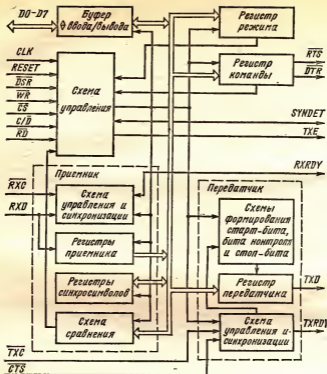 D0-D7
Буфер
ввода/вывода
Регистр
режима
CLK
RESET
DSR
WR
CS
C/D
RD
Схема
управления
Регистр
команды
RTS
DTR
SYNDET
TXE
RXRDY
Приемник
RXC
RXD
Схема
управления и
синхронизации
Регистры
приемника
Регистры
синхросимволов
Схема
сравнения
Передатчик
Схемы
формирования
старт-бита,
бита контроля
и стоп-бита
Регистр
передатчика
TXD
Схема
управления и
синхронизации
TXRDY
TXC
CTS